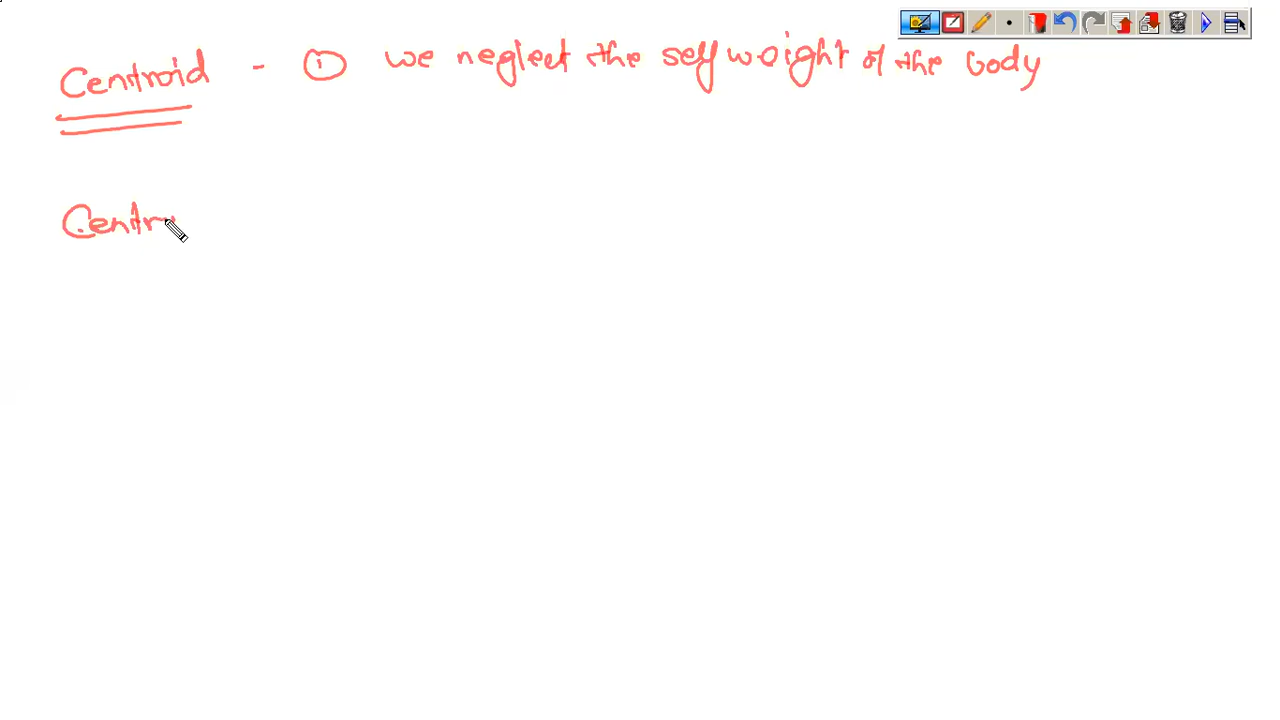 Centroid - ① we neglect the self weight of the body
Centr